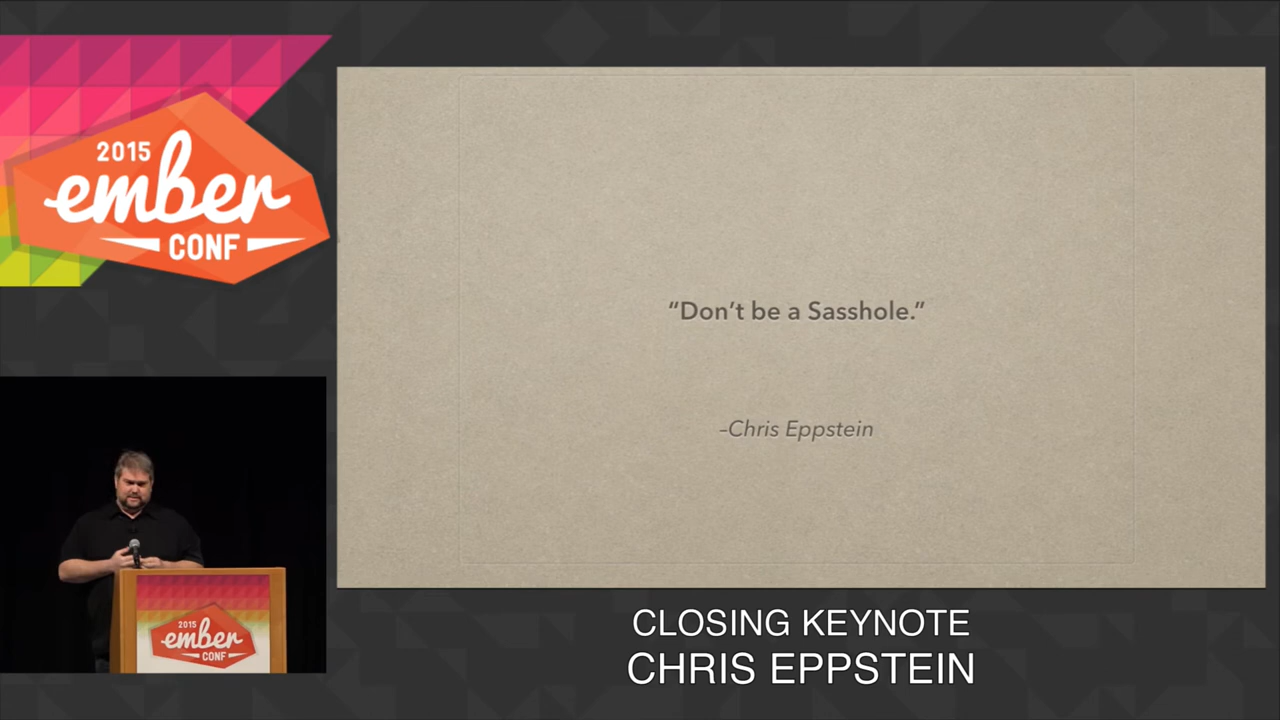 2015
ember
CONF
“Don’t be a Sasshole.”
–Chris Eppstein
2015
ember
CONF
CLOSING KEYNOTE
CHRIS EPPSTEIN